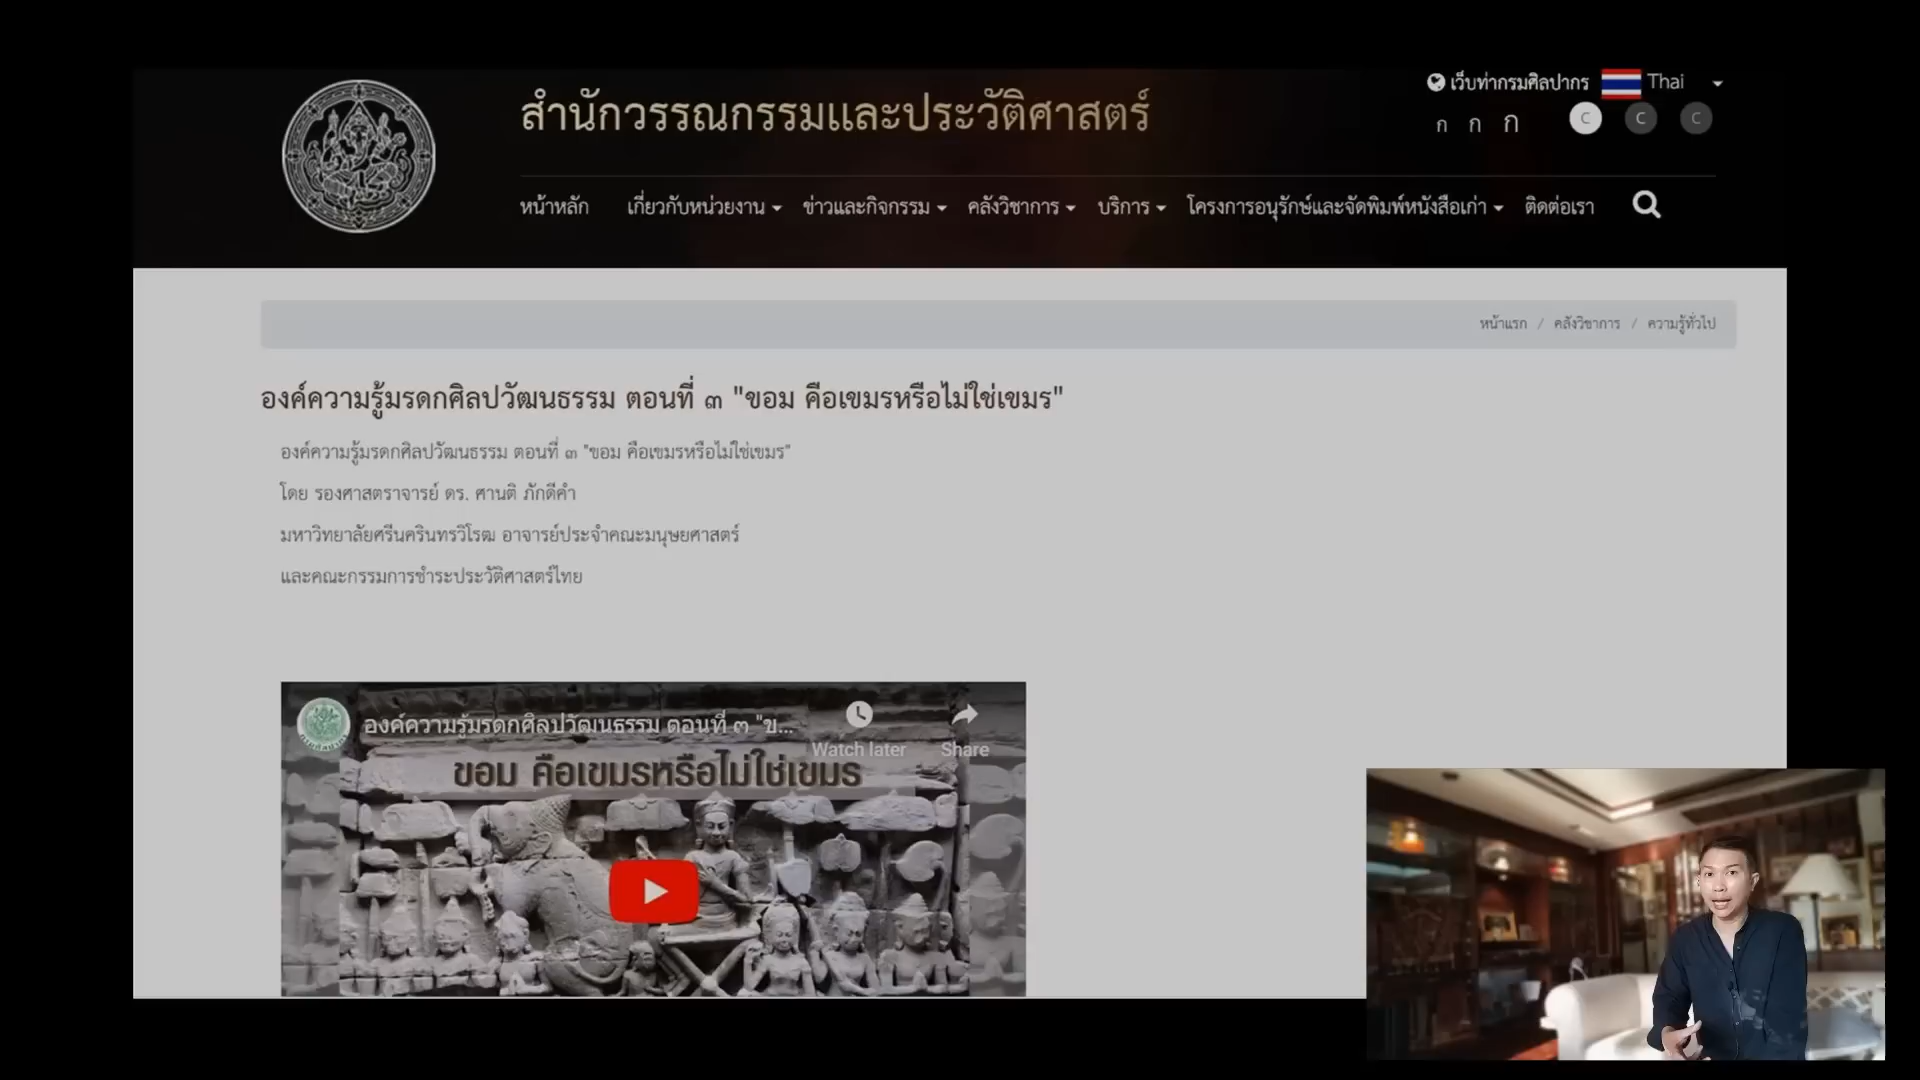 สำนักวรรณกรรมและประวัติศาสตร์
เว็บท่ากรมศิลปากร Thai
ก ก ก C C C
หน้าหลัก เกี่ยวกับหน่วยงาน ข่าวและกิจกรรม คลังวิชาการ บริการ โครงการอนุรักษ์และจัดพิมพ์หนังสือเก่า ติดต่อเรา
หน้าแรก / คลังวิชาการ / ความรู้ทั่วไป
องค์ความรู้มรดกศิลปวัฒนธรรม ตอนที่ ๓ "ขอม คือเขมรหรือไม่ใช่เขมร"
องค์ความรู้มรดกศิลปวัฒนธรรม ตอนที่ ๓ "ขอม คือเขมรหรือไม่ใช่เขมร"
โดย รองศาสตราจารย์ ดร. ศานติ ภักดีคำ
มหาวิทยาลัยศรีนครินทรวิโรฒ อาจารย์ประจำคณะมนุษยศาสตร์
และคณะกรรมการชำระประวัติศาสตร์ไทย
องค์ความรู้มรดกศิลปวัฒนธรรม ตอนที่ ๓ "ข...
Watch later Share
ขอม คือเขมรหรือไม่ใช่เขมร